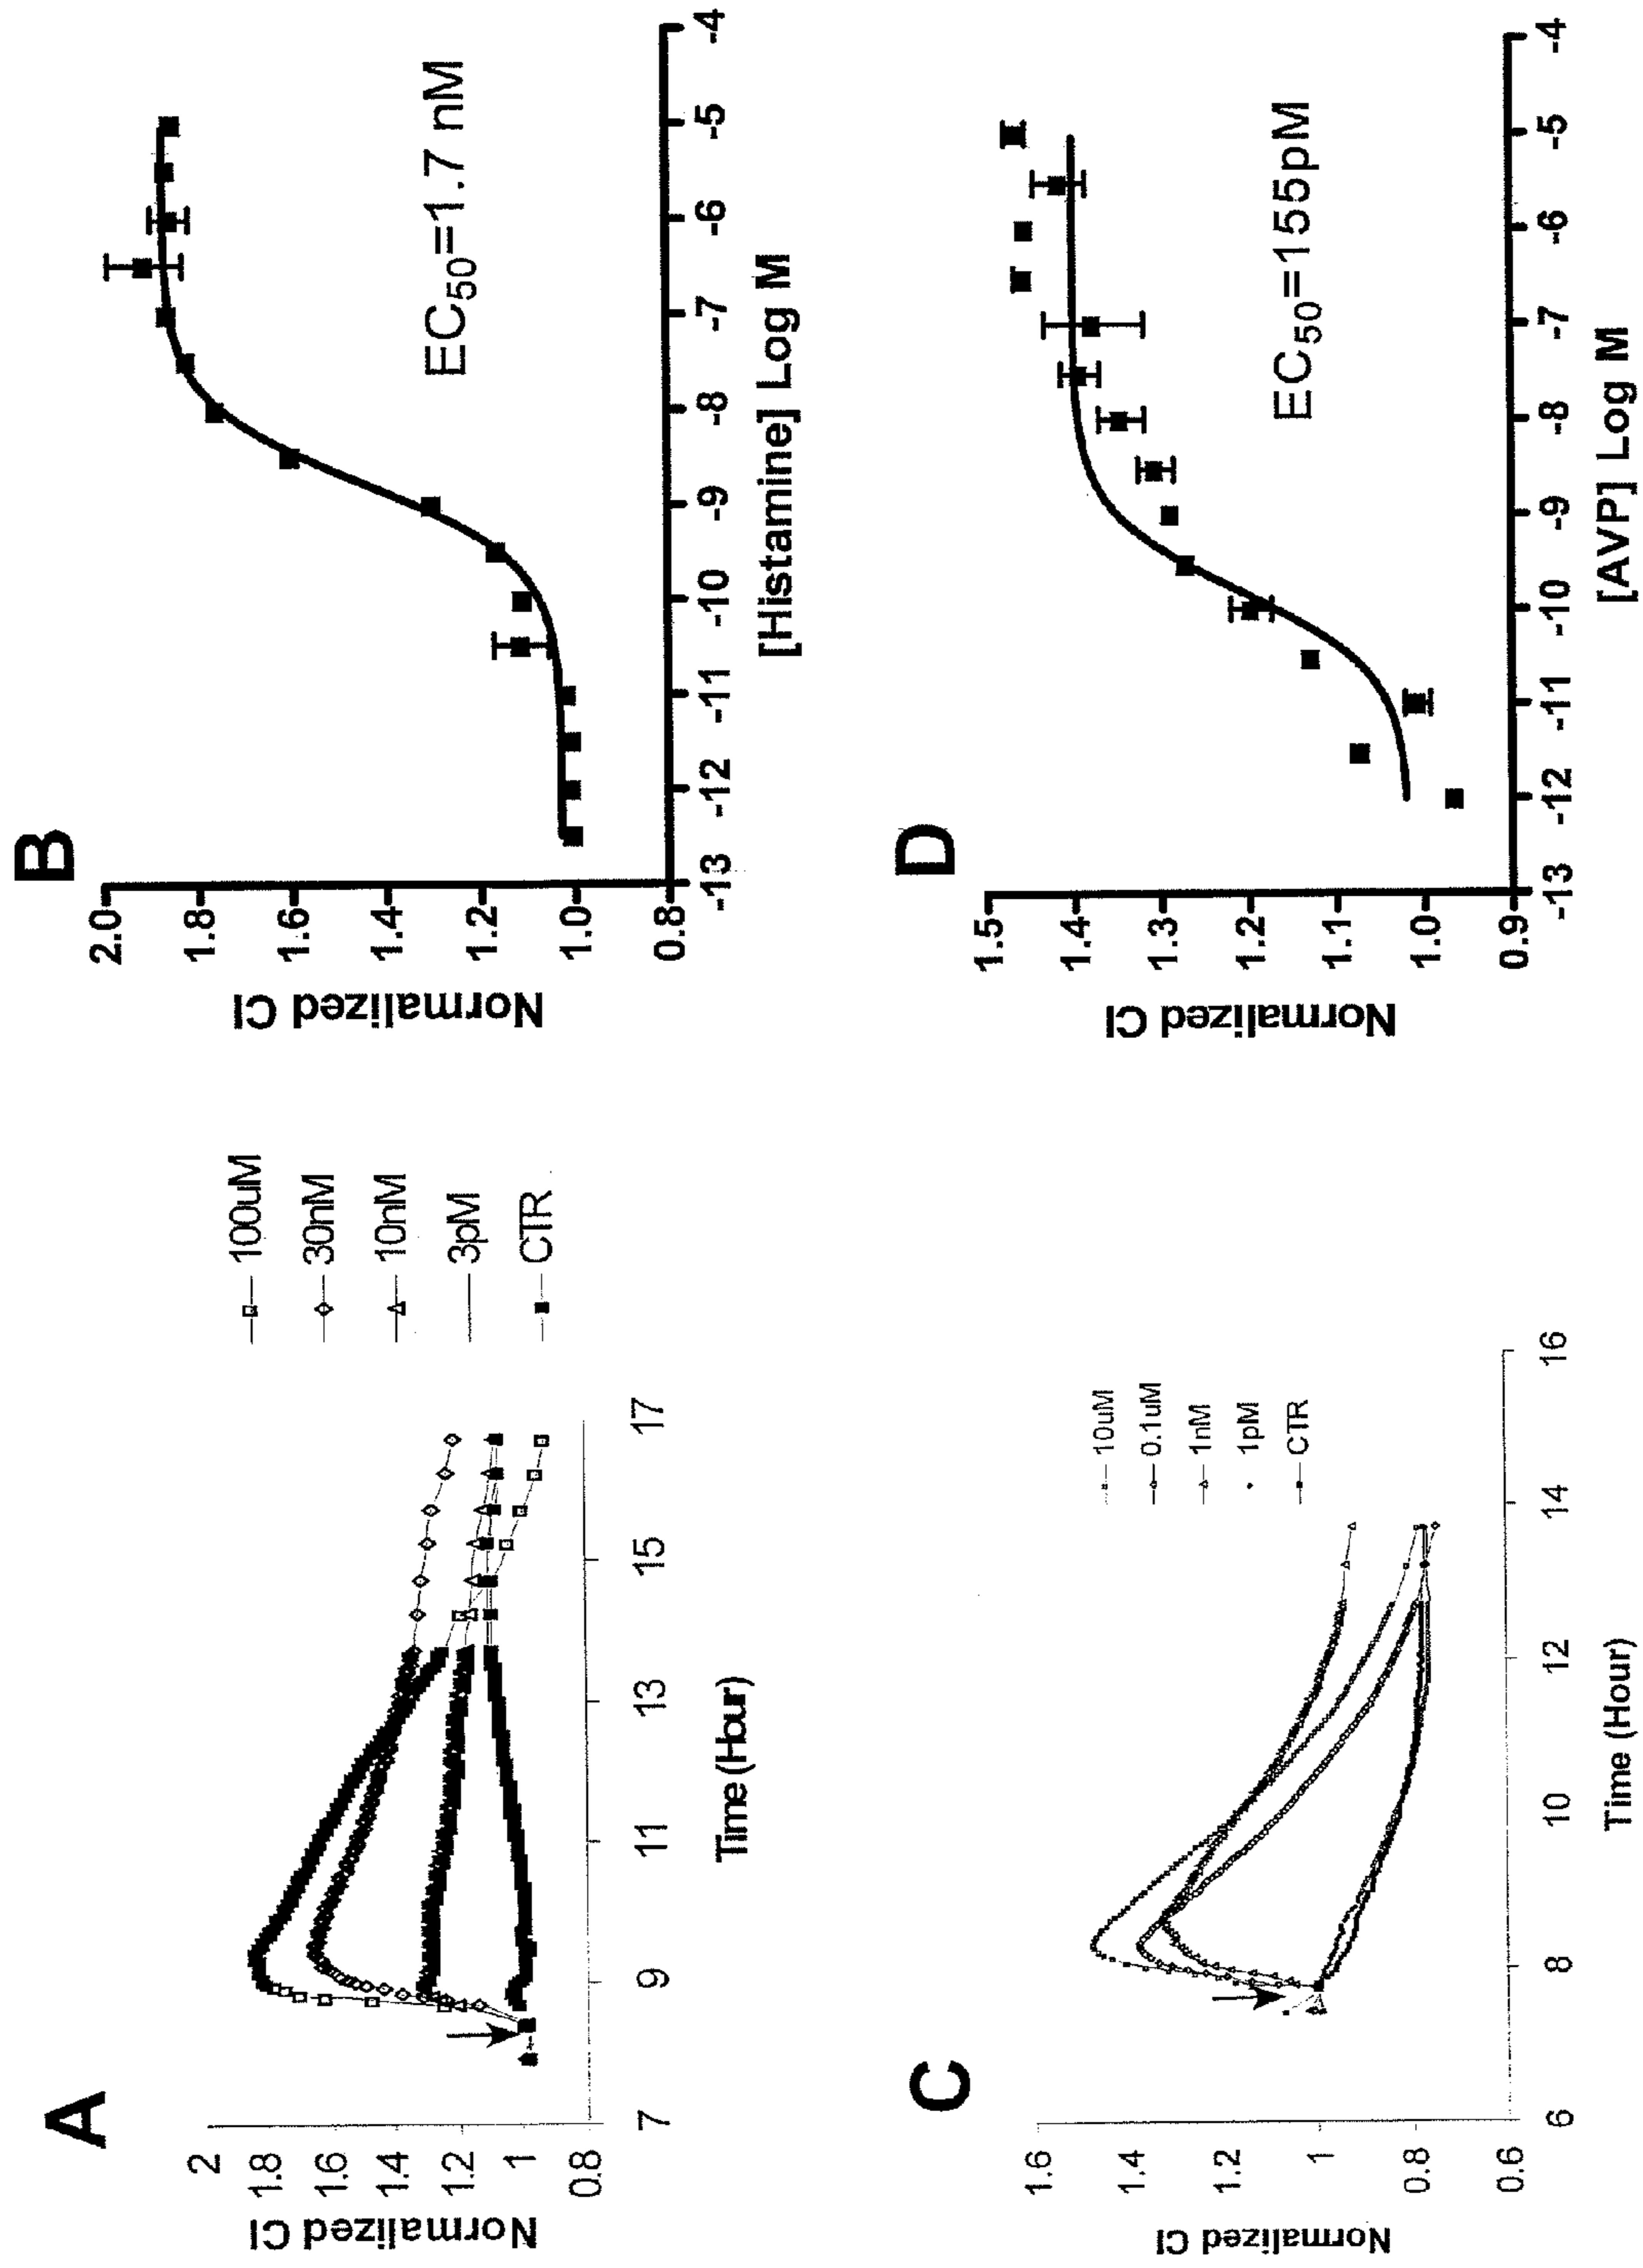 A
Normalized CI
2
1.8
1.6
1.4
1.2
1
0.8
7
9
11
13
15
17
Time (Hour)
100uM
30nM
10nM
3pM
CTR
B
Normalized CI
2.0
1.8
1.6
1.4
1.2
1.0
0.8
-13
-12
-11
-10
-9
-8
-7
-6
-5
-4
[Histamine] Log M
EC50=1.7 nM
C
Normalized CI
1.6
1.4
1.2
1
0.8
0.6
6
8
10
12
14
16
Time (Hour)
10uM
0.1uM
1nM
1pM
CTR
D
Normalized CI
1.5
1.4
1.3
1.2
1.1
1.0
0.9
-13
-12
-11
-10
-9
-8
-7
-6
-5
-4
[AVP] Log M
EC50=155pM